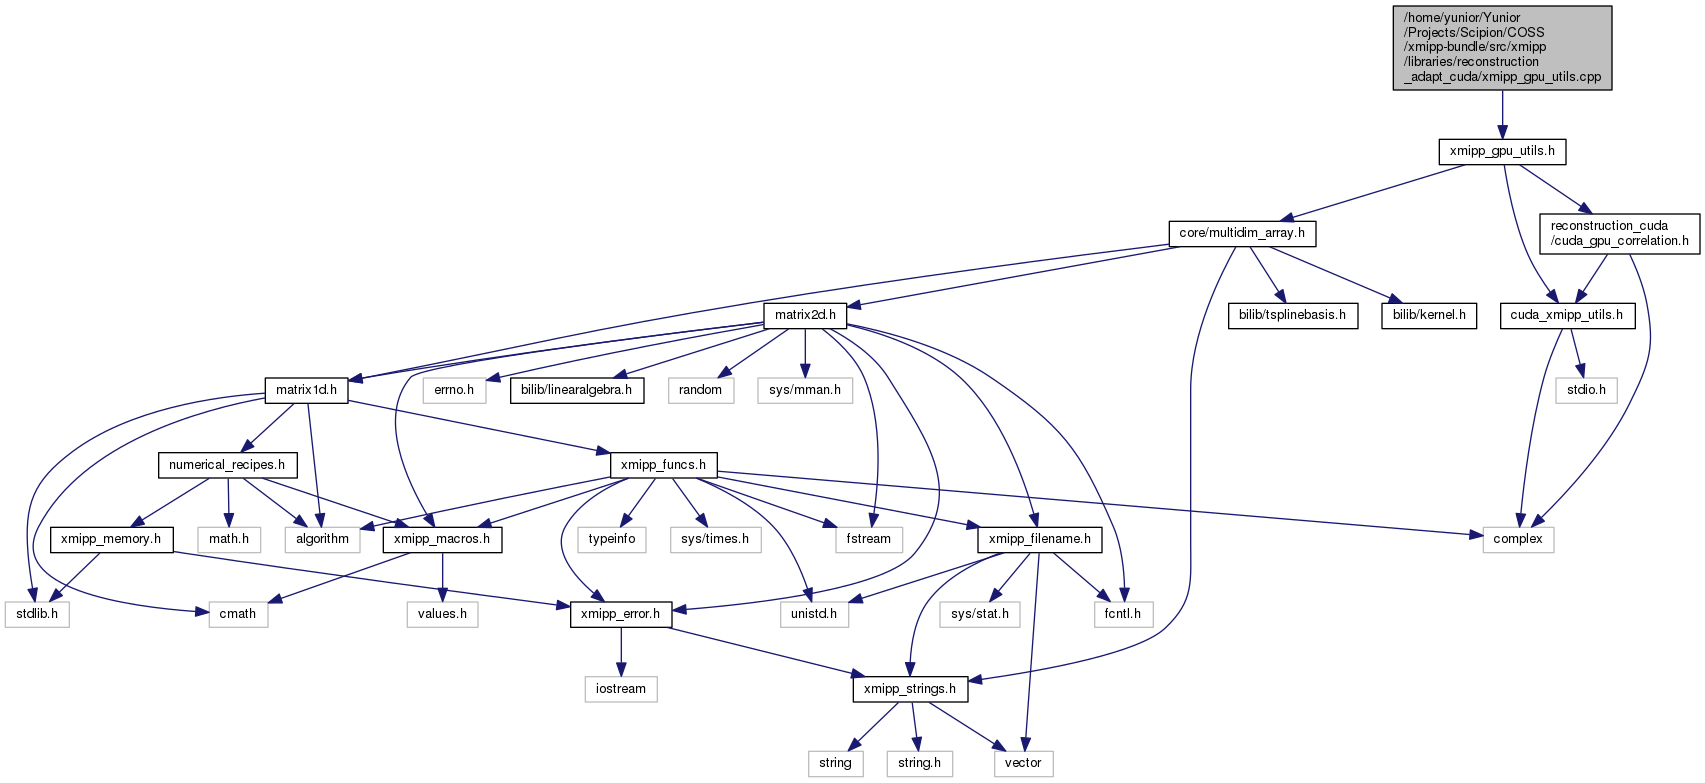 /home/yunior/Yunior
/Projects/Scipion/COSS
/xmipp-bundle/src/xmipp
/libraries/reconstruction
_adapt_cuda/xmipp_gpu_utils.cpp
xmipp_gpu_utils.h
core/multidim_array.h
reconstruction_cuda
/cuda_gpu_correlation.h
matrix2d.h
bilib/tsplinebasis.h
bilib/kernel.h
cuda_xmipp_utils.h
matrix1d.h
errno.h
bilib/linearalgebra.h
random
sys/mman.h
stdio.h
numerical_recipes.h
xmipp_funcs.h
xmipp_memory.h
math.h
algorithm
xmipp_macros.h
typeinfo
sys/times.h
fstream
xmipp_filename.h
complex
stdlib.h
cmath
values.h
xmipp_error.h
unistd.h
sys/stat.h
fcntl.h
iostream
xmipp_strings.h
string
string.h
vector